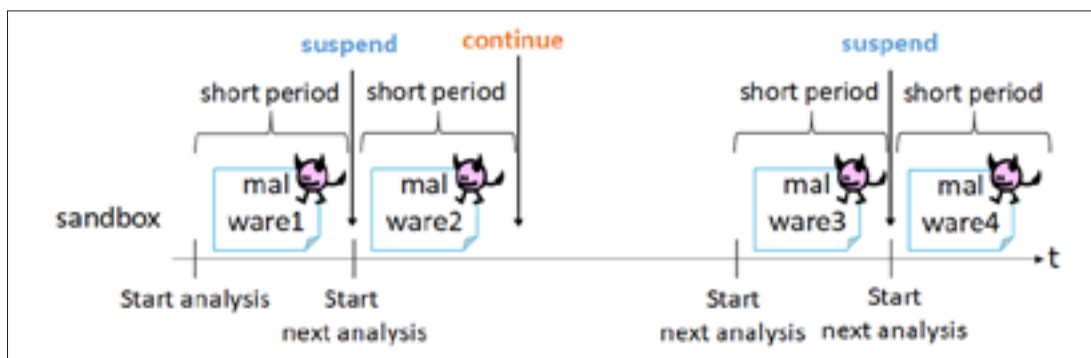 suspend
continue
suspend
short period
short period
short period
short period
mal
ware1
mal
ware2
mal
ware3
mal
ware4
sandbox
t
Start analysis
Start
next analysis
Start
next analysis
Start
next analysis